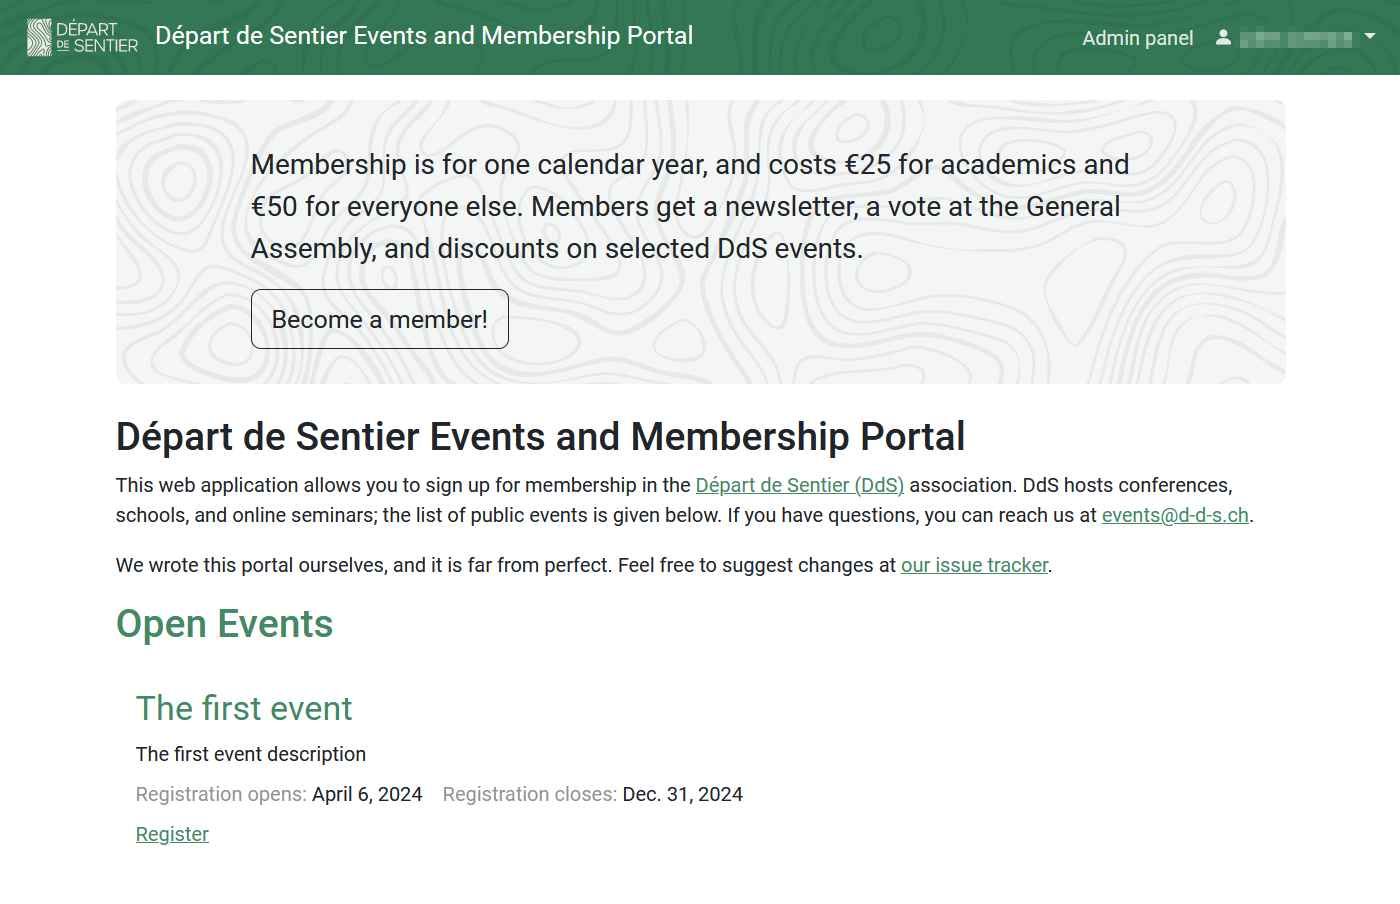 DÉPART
DE SENTIER
Départ de Sentier Events and Membership Portal
Admin panel
Membership is for one calendar year, and costs €25 for academics and
€50 for everyone else. Members get a newsletter, a vote at the General
Assembly, and discounts on selected DdS events.
Become a member!
Départ de Sentier Events and Membership Portal
This web application allows you to sign up for membership in the Départ de Sentier (DdS) association. DdS hosts conferences,
schools, and online seminars; the list of public events is given below. If you have questions, you can reach us at events@d-d-s.ch.
We wrote this portal ourselves, and it is far from perfect. Feel free to suggest changes at our issue tracker.
Open Events
The first event
The first event description
Registration opens: April 6, 2024 Registration closes: Dec. 31, 2024
Register